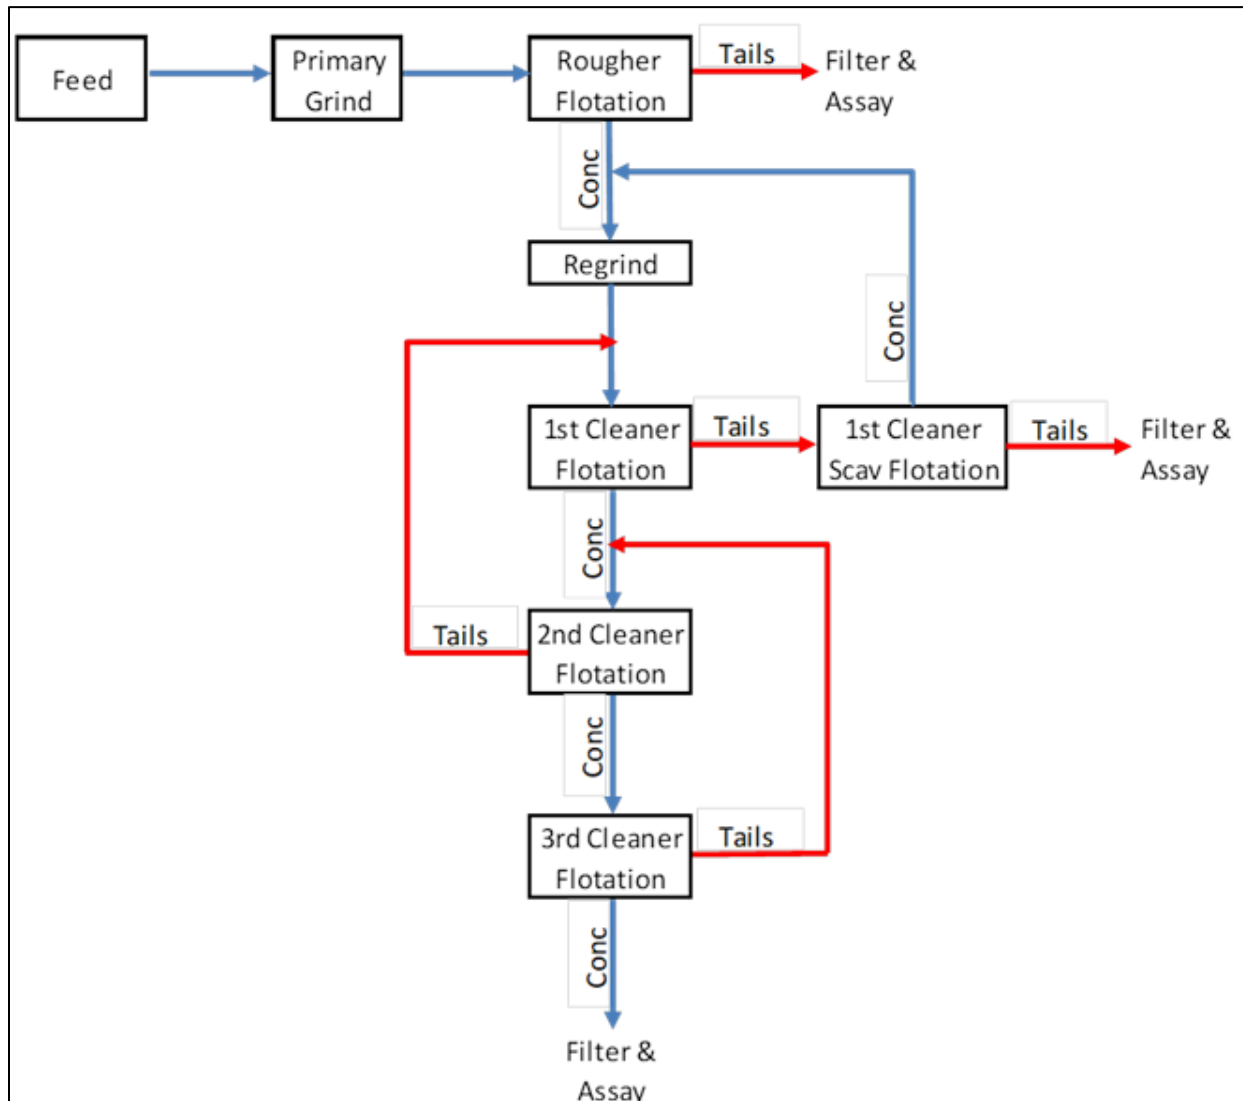 Feed
Primary
Grind
Rougher
Flotation
Tails
Filter &
Assay
Conc
Regrind
Conc
1st Cleaner
Flotation
Tails
1st Cleaner
Scav Flotation
Tails
Filter &
Assay
Conc
Tails
2nd Cleaner
Flotation
Conc
3rd Cleaner
Flotation
Tails
Conc
Filter &
Assay